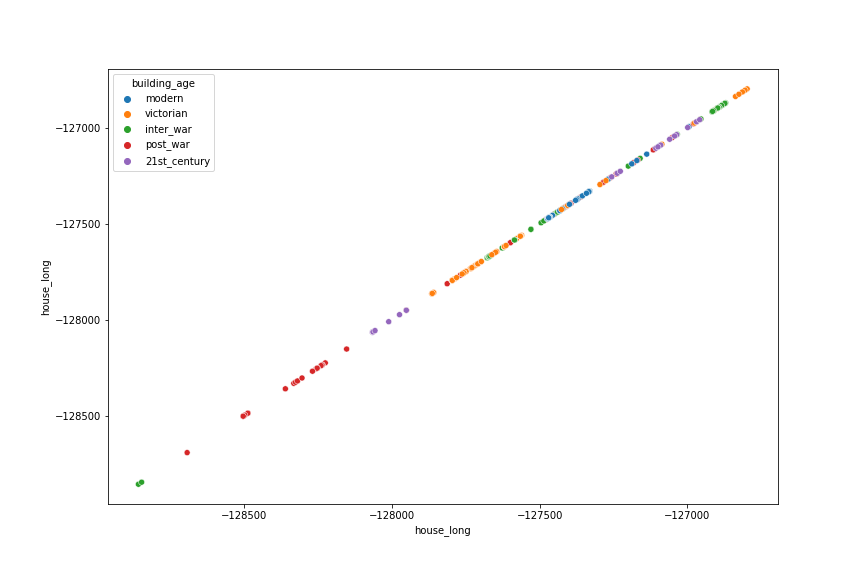 building_age
modern
victorian
inter_war
post_war
21st_century
−127000
−127500
−128000
−128500
house_long
−128500
−128000
−127500
−127000
house_long